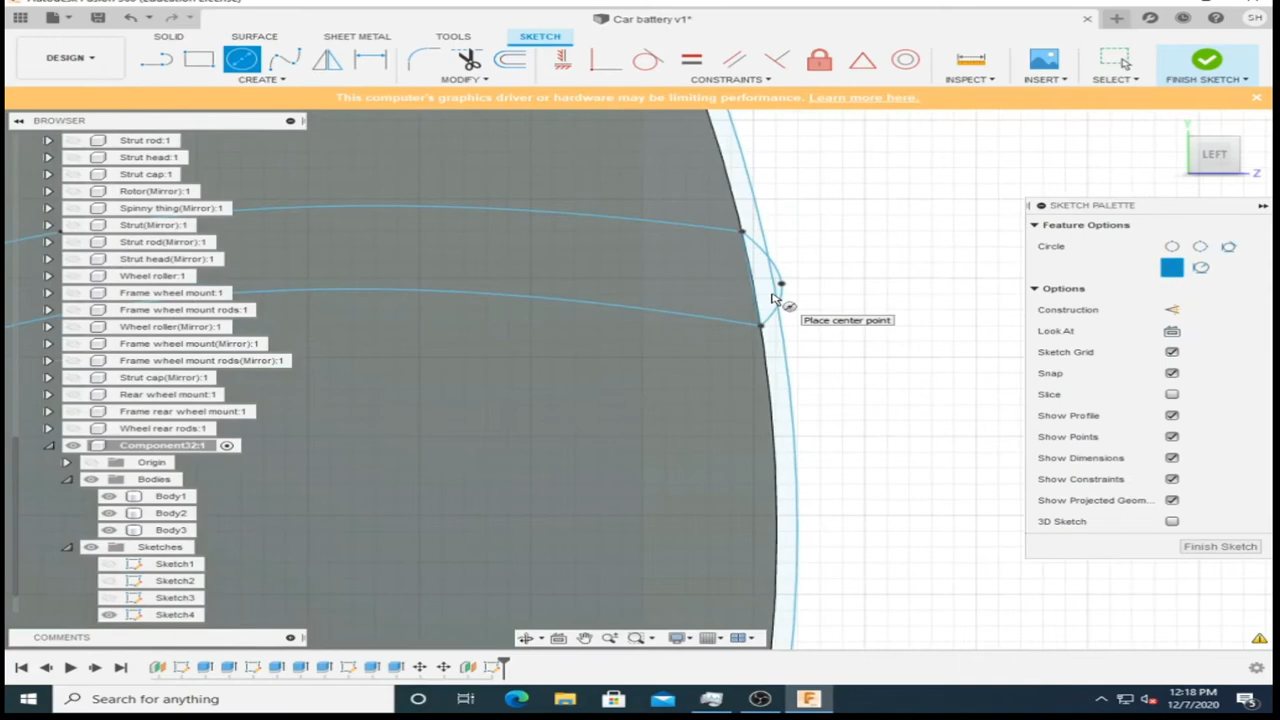 Autodesk Fusion 360 (Education License)
Car battery v1*
SH
DESIGN
SOLID
SURFACE
SHEET METAL
TOOLS
SKETCH
CREATE
MODIFY
CONSTRAINTS
INSPECT
INSERT
SELECT
FINISH SKETCH
This computer's graphics driver or hardware may be limiting performance. Learn more here.
BROWSER
Strut rod:1
Strut head:1
Strut cap:1
Rotor(Mirror):1
Spinny thing(Mirror):1
Strut(Mirror):1
Strut rod(Mirror):1
Strut head(Mirror):1
Wheel roller:1
Frame wheel mount:1
Frame wheel mount rods:1
Wheel roller(Mirror):1
Frame wheel mount(Mirror):1
Frame wheel mount rods(Mirror):1
Strut cap(Mirror):1
Rear wheel mount:1
Frame rear wheel mount:1
Wheel rear rods:1
Component32:1
Origin
Bodies
Body1
Body2
Body3
Sketches
Sketch1
Sketch2
Sketch3
Sketch4
COMMENTS
Place center point
Y
LEFT
Z
SKETCH PALETTE
Feature Options
Circle
Options
Construction
Look At
Sketch Grid
Snap
Slice
Show Profile
Show Points
Show Dimensions
Show Constraints
Show Projected Geom...
3D Sketch
Finish Sketch
Search for anything
12:18 PM
12/7/2020
5